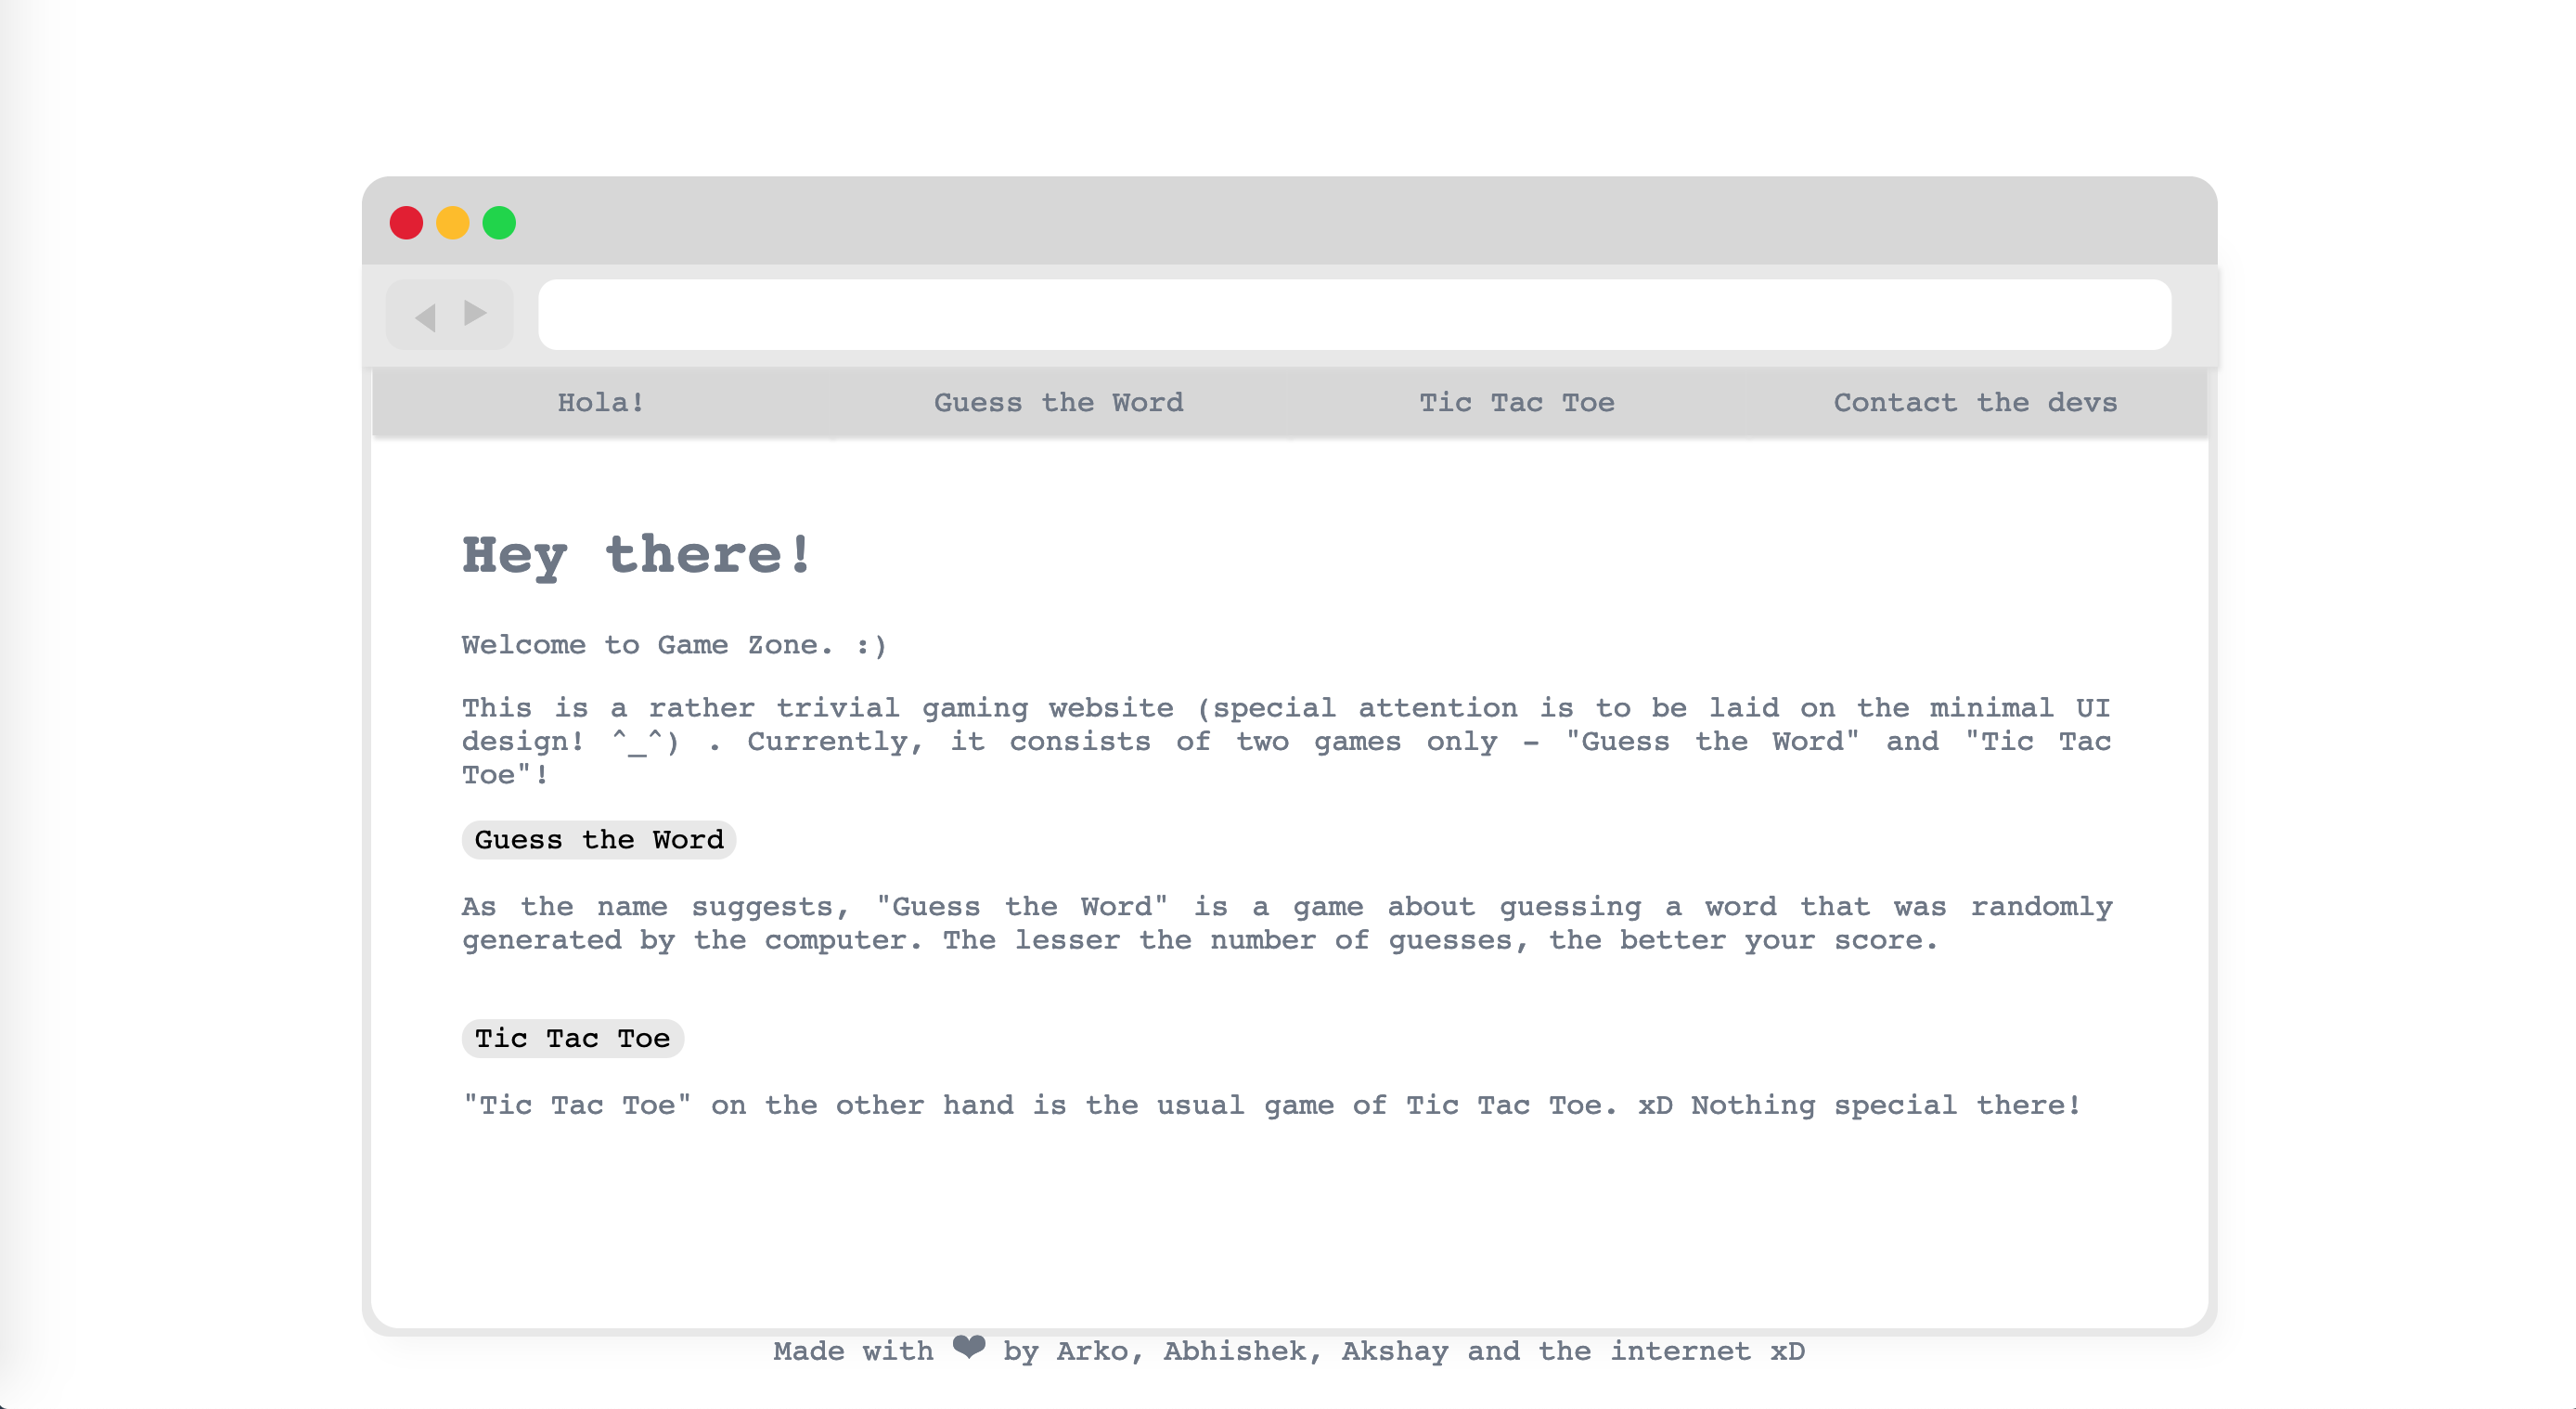 Hola! Guess the Word Tic Tac Toe Contact the devs
Hey there!
Welcome to Game Zone. :)
This is a rather trivial gaming website (special attention is to be laid on the minimal UI
design! ^_^) . Currently, it consists of two games only – "Guess the Word" and "Tic Tac
Toe"!
Guess the Word
As the name suggests, "Guess the Word" is a game about guessing a word that was randomly
generated by the computer. The lesser the number of guesses, the better your score.
Tic Tac Toe
"Tic Tac Toe" on the other hand is the usual game of Tic Tac Toe. xD Nothing special there!
Made with ❤ by Arko, Abhishek, Akshay and the internet xD